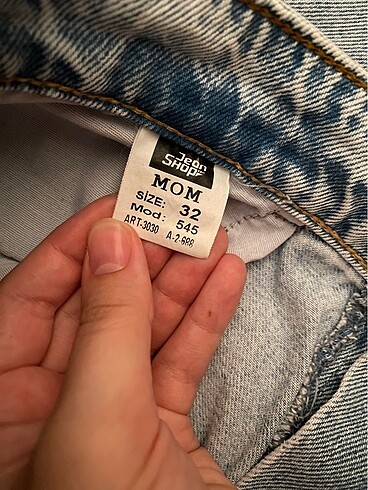 Jean
SHOP
MOM
SIZE: 32
Mod: 545
ART-3030 A-2-688